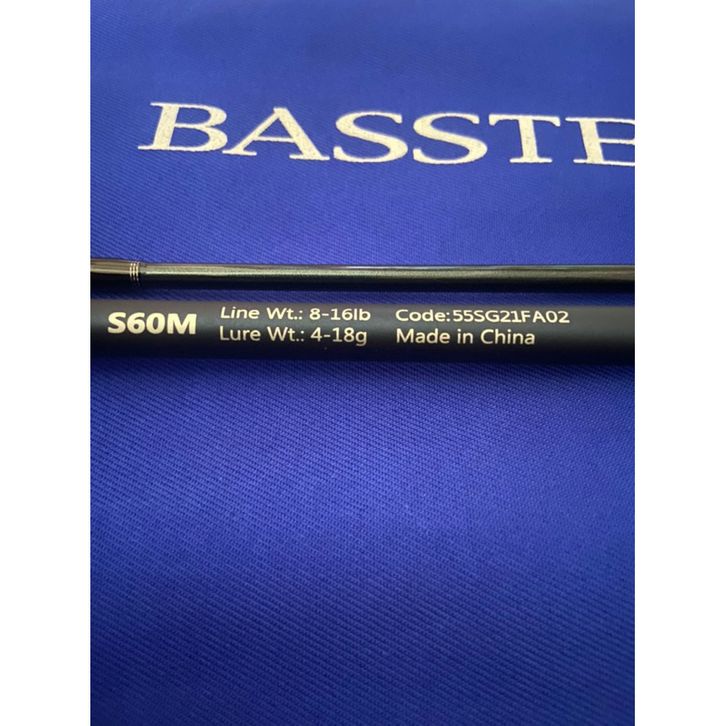 BASSTE
S60M
Line Wt.: 8-16lb
Lure Wt.: 4-18g
Code:55SG21FA02
Made in China